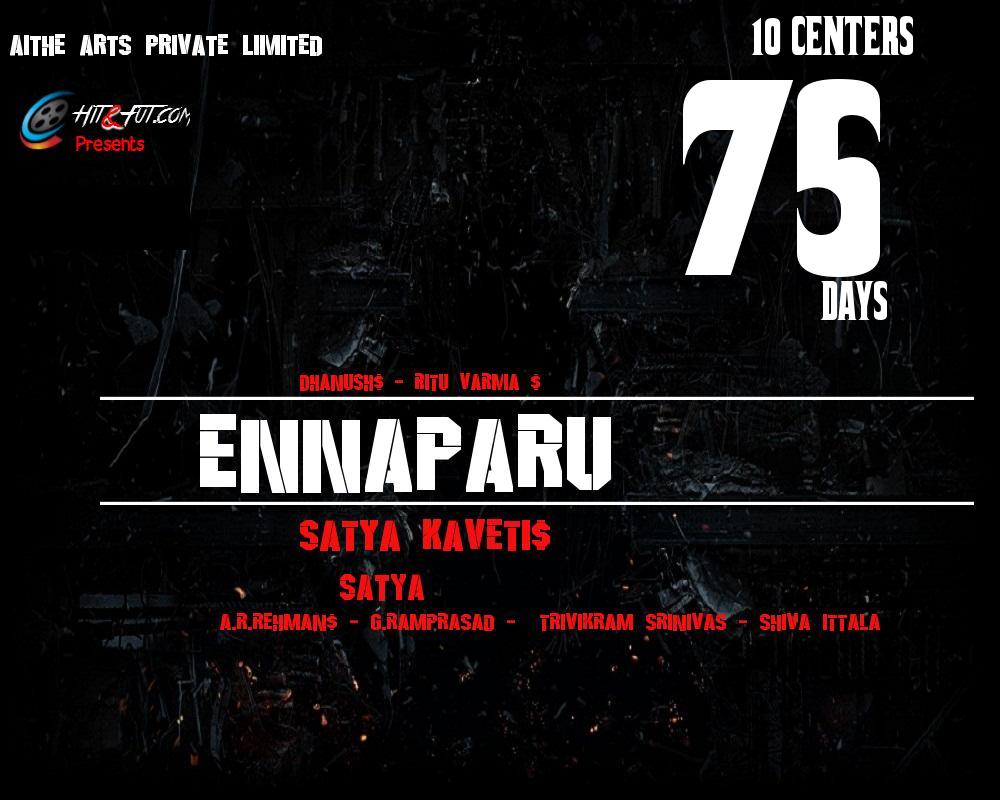 AITHE ARTS PRIVATE LIIMITED
10 CENTERS
HIT&FUT.COM
Presents
75
DAYS
DHANUSH$ - RITU VARMA $
ENNAPARU
SATYA KAVETI$
SATYA
A.R.REHMAN$ - G.RAMPRASAD - TRIVIKRAM SRINIVAS - SHIVA ITTALA